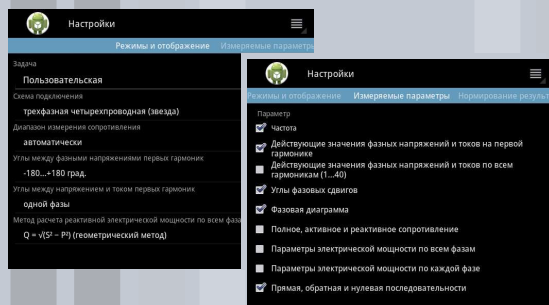 Настройки
Режимы и отображение Измеряемые параметры
Задача
Пользовательская
Схема подключения
трехфазная четырехпроводная (звезда)
Диапазон измерения сопротивления
автоматически
Углы между фазными напряжениями первых гармоник
-180...+180 град.
Углы между напряжением и током первых гармоник
одной фазы
Метод расчета реактивной электрической мощности по всем фаза
Q = √(S² − P²) (геометрический метод)
Настройки
Режимы и отображение Измеряемые параметры Нормирование результ
Параметр
Частота
Действующие значения фазных напряжений и токов на первой
гармонике
Действующие значения фазных напряжений и токов по всем
гармоникам (1...40)
Углы фазовых сдвигов
Фазовая диаграмма
Полное, активное и реактивное сопротивление
Параметры электрической мощности по всем фазам
Параметры электрической мощности по каждой фазе
Прямая, обратная и нулевая последовательности